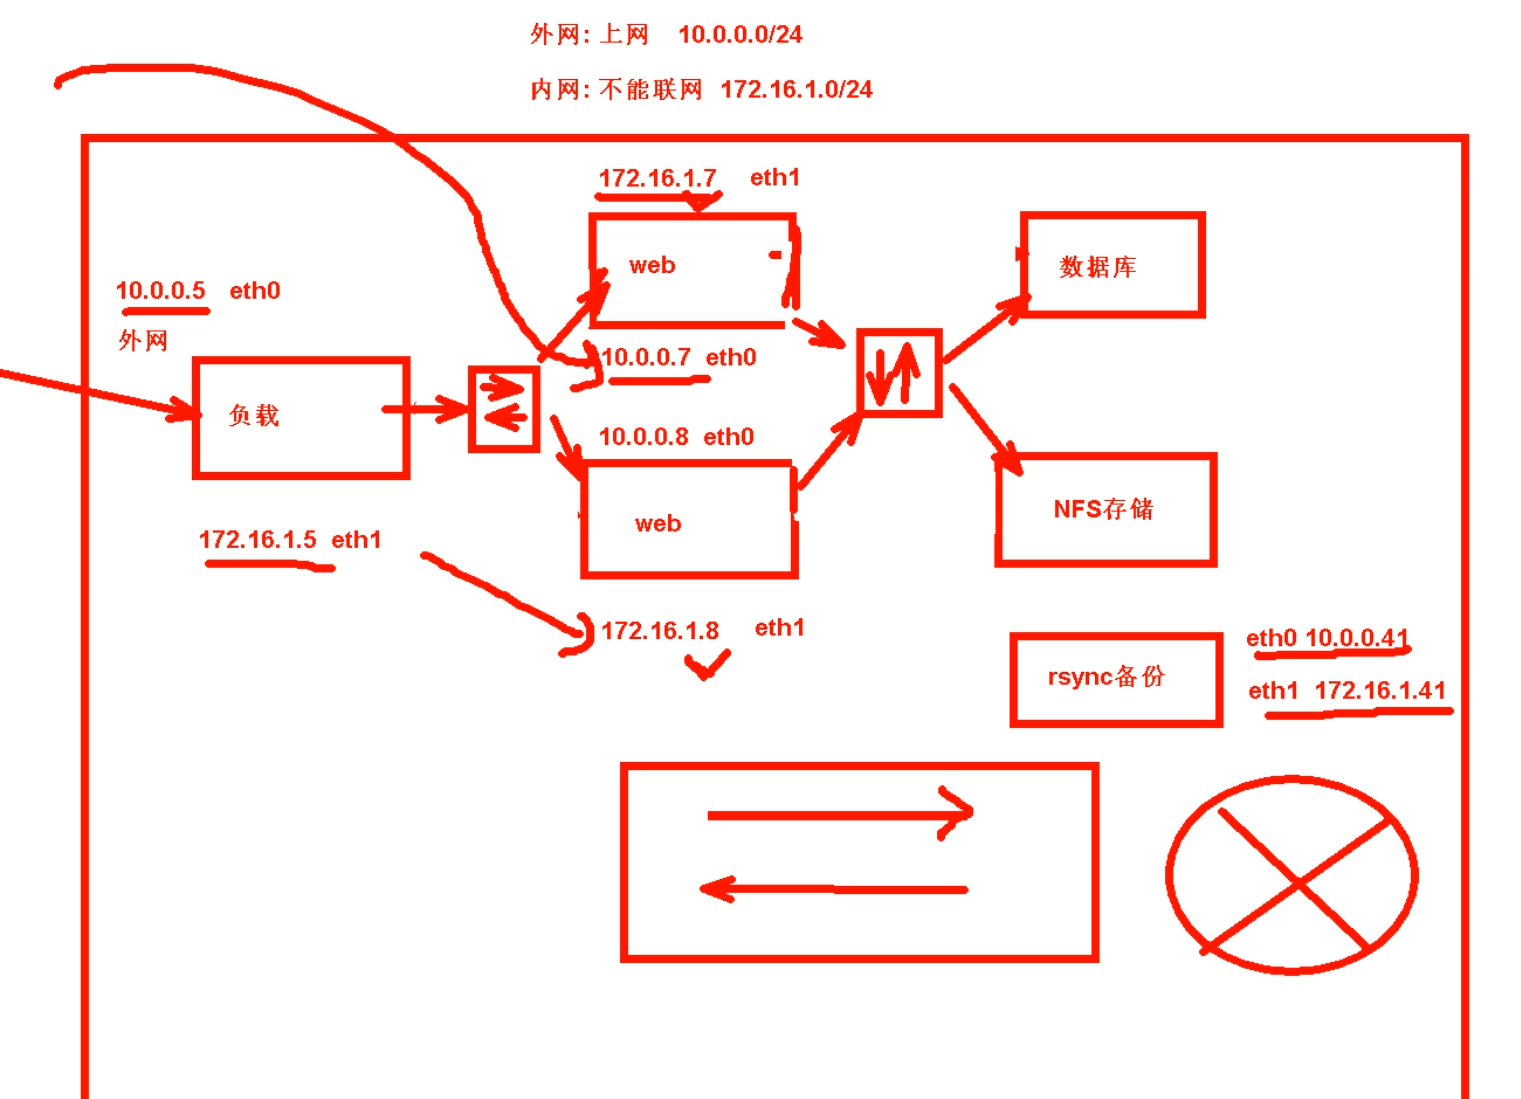 外网: 上网 10.0.0.0/24
内网: 不能联网 172.16.1.0/24
172.16.1.7 eth1
web
数据库
10.0.0.5 eth0
外网
10.0.0.7 eth0
负载
10.0.0.8 eth0
web
NFS存储
172.16.1.5 eth1
172.16.1.8 eth1
eth0 10.0.0.41
rsync备份
eth1 172.16.1.41